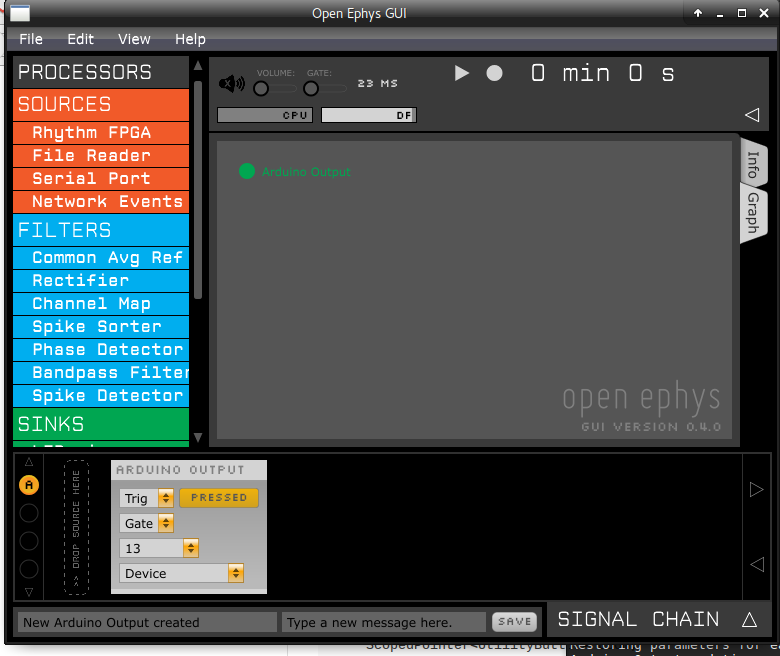 Open Ephys GUI
File Edit View Help
PROCESSORS
SOURCES
Rhythm FPGA
File Reader
Serial Port
Network Events
FILTERS
Common Avg Ref
Rectifier
Channel Map
Spike Sorter
Phase Detector
Bandpass Filter
Spike Detector
SINKS
VOLUME: GATE:
23 MS
0 min 0 s
CPU DF
Arduino Output
Info
Graph
open ephys
GUI VERSION 0.4.0
A
>> DROP SOURCE HERE
ARDUINO OUTPUT
Trig PRESSED
Gate
13
Device
New Arduino Output created Type a new message here. SAVE
SIGNAL CHAIN
Restoring parameters for